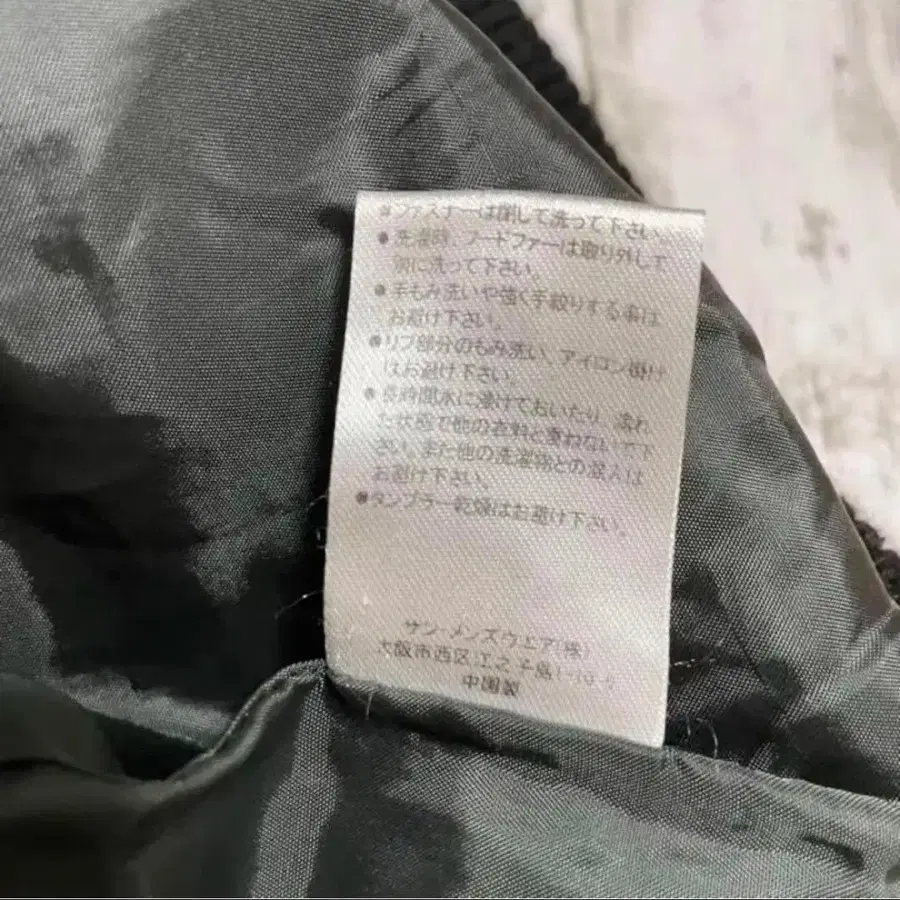 ●ファスナーは閉じて洗って下さい。
●洗濯時、フードファーは取り外して
別に洗って下さい。
●手もみ洗いや強く手絞りする事は
お避け下さい。
●リブ部分のもみ洗い、アイロン掛け
はお避け下さい。
●長時間水に浸けておいたり、濡れ
た状態で他の衣料と重ねないで下
さい。また他の洗濯物との混入は
お避け下さい。
●タンブラー乾燥はお避け下さい。
サン・メンズウエア(株)
大阪市西区江之子島
中国製